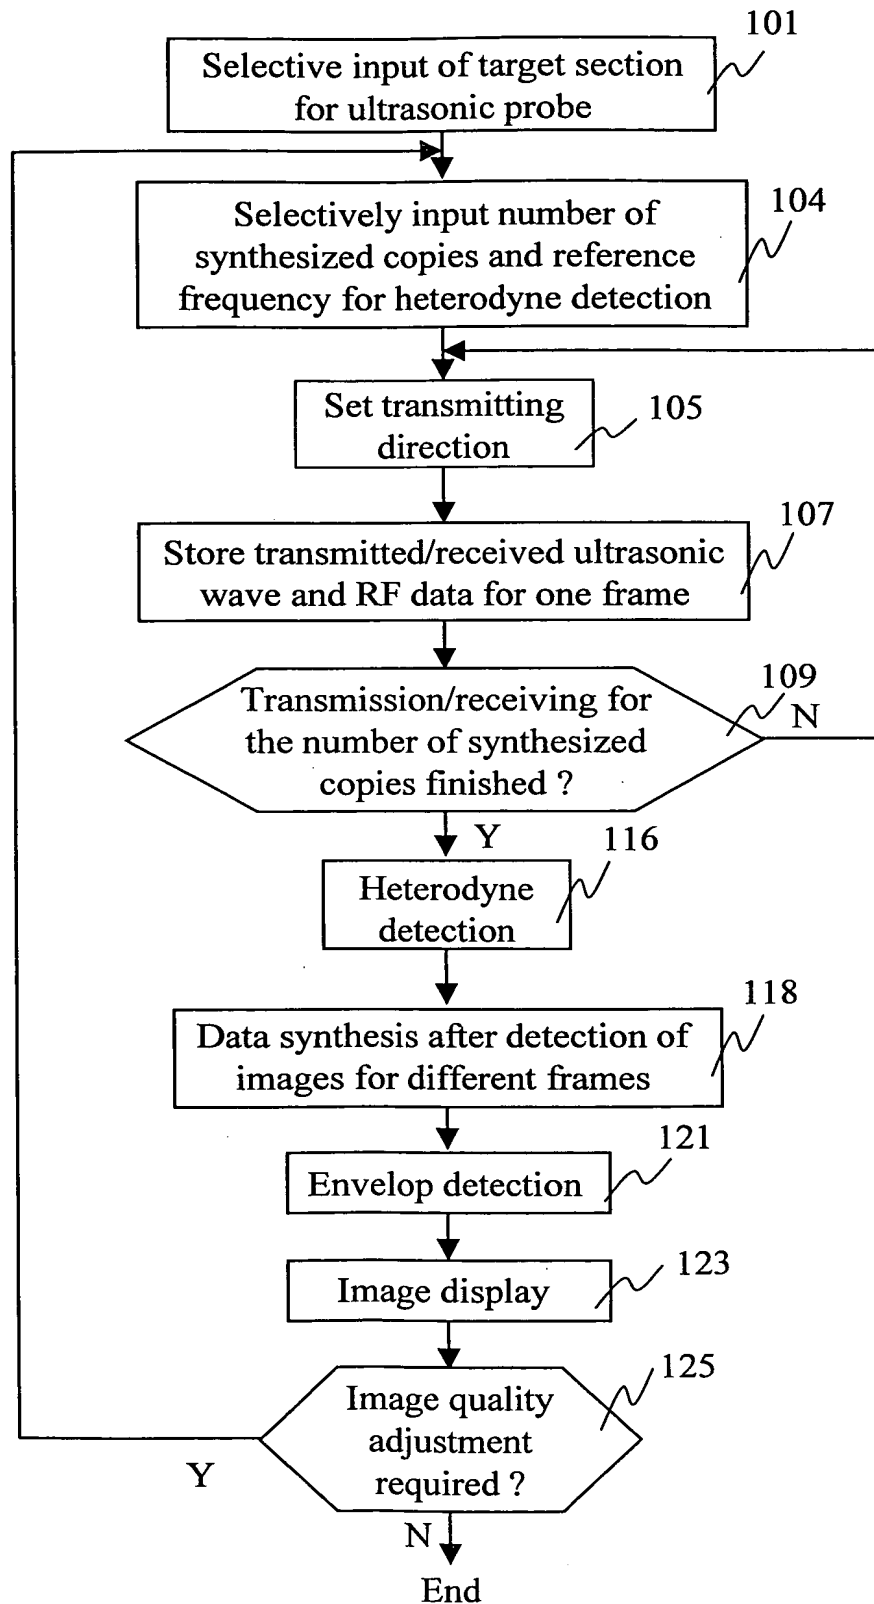 101
Selective input of target section
for ultrasonic probe
104
Selectively input number of
synthesized copies and reference
frequency for heterodyne detection
Set transmitting
direction
105
107
Store transmitted/received ultrasonic
wave and RF data for one frame
109
Transmission/receiving for
the number of synthesized
copies finished ?
N
Y
116
Heterodyne
detection
118
Data synthesis after detection of
images for different frames
121
Envelop detection
123
Image display
125
Image quality
adjustment
required ?
Y
N
End